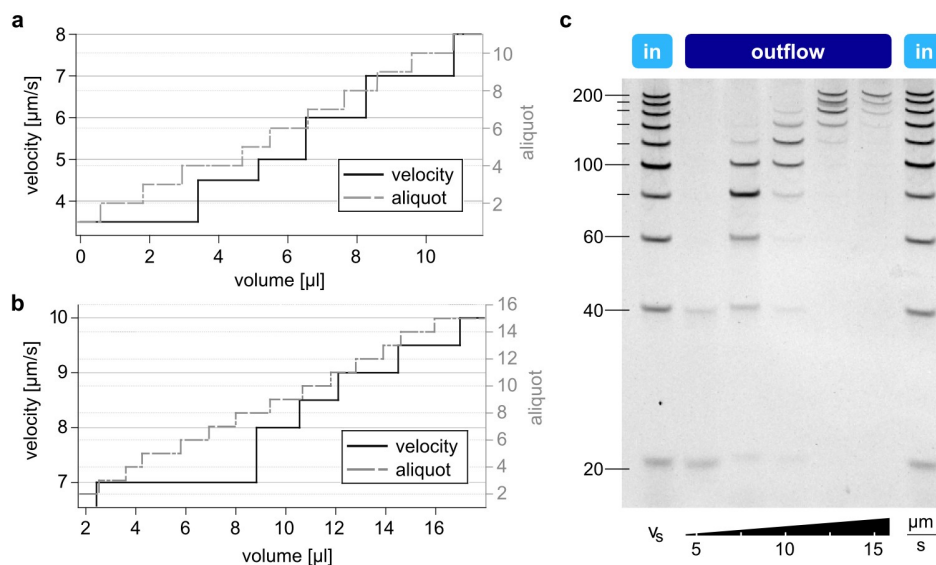 a
8
7
6
5
4
velocity [µm/s]
10
8
6
4
2
aliquot
velocity
aliquot
0 2 4 6 8 10
volume [µl]
b
10
9
8
7
velocity [µm/s]
16
14
12
10
8
6
4
2
aliquot
velocity
aliquot
2 4 6 8 10 12 14 16
volume [µl]
c
in outflow in
200
100
60
40
20
vs 5 10 15 µm
s